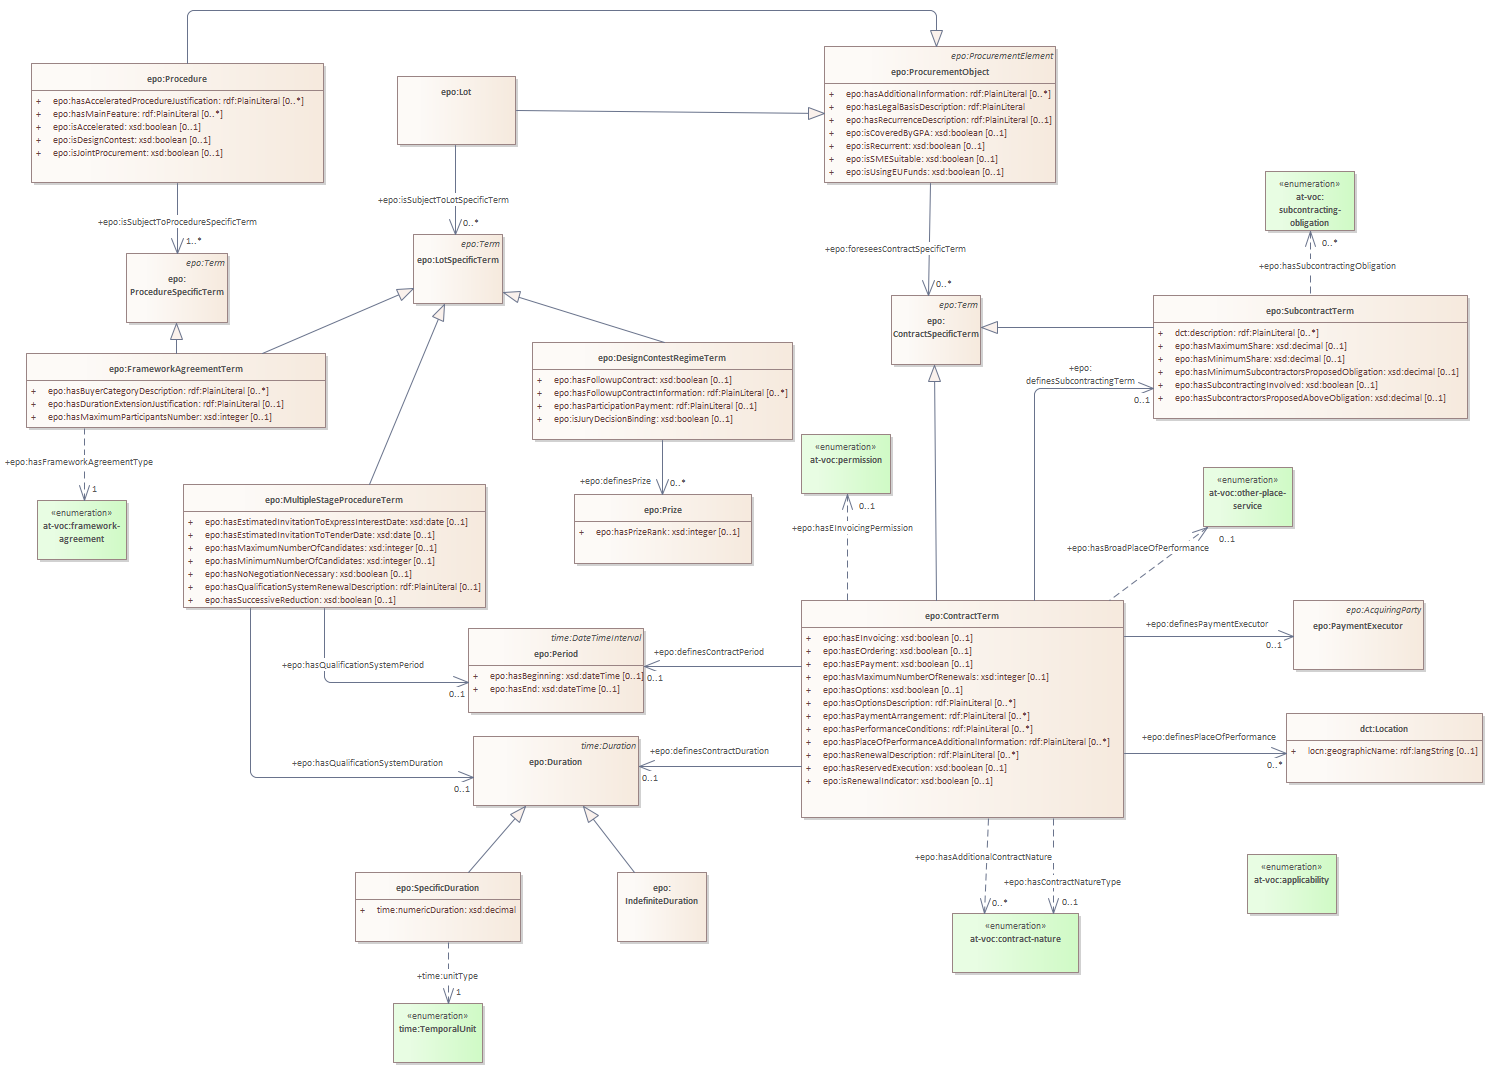 epo:Procedure
+ epo:hasAcceleratedProcedureJustification: rdf:PlainLiteral [0..*]
+ epo:hasMainFeature: rdf:PlainLiteral [0..*]
+ epo:isAccelerated: xsd:boolean [0..1]
+ epo:isDesignContest: xsd:boolean [0..1]
+ epo:isJointProcurement: xsd:boolean [0..1]
epo:Lot
epo:ProcurementElement
epo:ProcurementObject
+ epo:hasAdditionalInformation: rdf:PlainLiteral [0..*]
+ epo:hasLegalBasisDescription: rdf:PlainLiteral
+ epo:hasRecurrenceDescription: rdf:PlainLiteral [0..1]
+ epo:isCoveredByGPA: xsd:boolean [0..1]
+ epo:isRecurrent: xsd:boolean [0..1]
+ epo:isSMESuitable: xsd:boolean [0..1]
+ epo:isUsingEUFunds: xsd:boolean [0..1]
+epo:isSubjectToProcedureSpecificTerm
1..*
+epo:isSubjectToLotSpecificTerm
0..*
+epo:foreseesContractSpecificTerm
0..*
«enumeration»
at-voc:
subcontracting-
obligation
0..*
+epo:hasSubcontractingObligation
epo:Term
epo:
ProcedureSpecificTerm
epo:Term
epo:LotSpecificTerm
epo:Term
epo:
ContractSpecificTerm
epo:SubcontractTerm
+ dct:description: rdf:PlainLiteral [0..*]
+ epo:hasMaximumShare: xsd:decimal [0..1]
+ epo:hasMinimumShare: xsd:decimal [0..1]
+ epo:hasMinimumSubcontractorsProposedObligation: xsd:decimal [0..1]
+ epo:hasSubcontractingInvolved: xsd:boolean [0..1]
+ epo:hasSubcontractorsProposedAboveObligation: xsd:decimal [0..1]
+epo:
definesSubcontractingTerm
0..1
epo:FrameworkAgreementTerm
+ epo:hasBuyerCategoryDescription: rdf:PlainLiteral [0..*]
+ epo:hasDurationExtensionJustification: rdf:PlainLiteral [0..1]
+ epo:hasMaximumParticipantsNumber: xsd:integer [0..1]
+epo:hasFrameworkAgreementType
1
«enumeration»
at-voc:framework-
agreement
epo:DesignContestRegimeTerm
+ epo:hasFollowupContract: xsd:boolean [0..1]
+ epo:hasFollowupContractInformation: rdf:PlainLiteral [0..*]
+ epo:hasParticipationPayment: rdf:PlainLiteral [0..1]
+ epo:isJuryDecisionBinding: xsd:boolean [0..1]
+epo:definesPrize
0..*
epo:Prize
+ epo:hasPrizeRank: xsd:integer [0..1]
«enumeration»
at-voc:permission
0..1
+epo:hasEInvoicingPermission
«enumeration»
at-voc:other-place-
service
0..1
+epo:hasBroadPlaceOfPerformance
epo:MultipleStageProcedureTerm
+ epo:hasEstimatedInvitationToExpressInterestDate: xsd:date [0..1]
+ epo:hasEstimatedInvitationToTenderDate: xsd:date [0..1]
+ epo:hasMaximumNumberOfCandidates: xsd:integer [0..1]
+ epo:hasMinimumNumberOfCandidates: xsd:integer [0..1]
+ epo:hasNoNegotiationNecessary: xsd:boolean [0..1]
+ epo:hasQualificationSystemRenewalDescription: rdf:PlainLiteral [0..1]
+ epo:hasSuccessiveReduction: xsd:boolean [0..1]
+epo:hasQualificationSystemPeriod
0..1
time:DateTimeInterval
epo:Period
+ epo:hasBeginning: xsd:dateTime [0..1]
+ epo:hasEnd: xsd:dateTime [0..1]
+epo:definesContractPeriod
0..1
epo:ContractTerm
+ epo:hasEInvoicing: xsd:boolean [0..1]
+ epo:hasEOrdering: xsd:boolean [0..1]
+ epo:hasEPayment: xsd:boolean [0..1]
+ epo:hasMaximumNumberOfRenewals: xsd:integer [0..1]
+ epo:hasOptions: xsd:boolean [0..1]
+ epo:hasOptionsDescription: rdf:PlainLiteral [0..*]
+ epo:hasPaymentArrangement: rdf:PlainLiteral [0..*]
+ epo:hasPerformanceConditions: rdf:PlainLiteral [0..*]
+ epo:hasPlaceOfPerformanceAdditionalInformation: rdf:PlainLiteral [0..*]
+ epo:hasRenewalDescription: rdf:PlainLiteral [0..*]
+ epo:hasReservedExecution: xsd:boolean [0..1]
+ epo:isRenewalIndicator: xsd:boolean [0..1]
+epo:definesPaymentExecutor
0..1
epo:AcquiringParty
epo:PaymentExecutor
+epo:definesPlaceOfPerformance
0..*
dct:Location
+ locn:geographicName: rdf:langString [0..1]
+epo:hasQualificationSystemDuration
0..1
time:Duration
epo:Duration
+epo:definesContractDuration
0..1
epo:SpecificDuration
+ time:numericDuration: xsd:decimal
epo:
IndefiniteDuration
+time:unitType
1
«enumeration»
time:TemporalUnit
+epo:hasAdditionalContractNature
0..*
+epo:hasContractNatureType
0..1
«enumeration»
at-voc:contract-nature
«enumeration»
at-voc:applicability